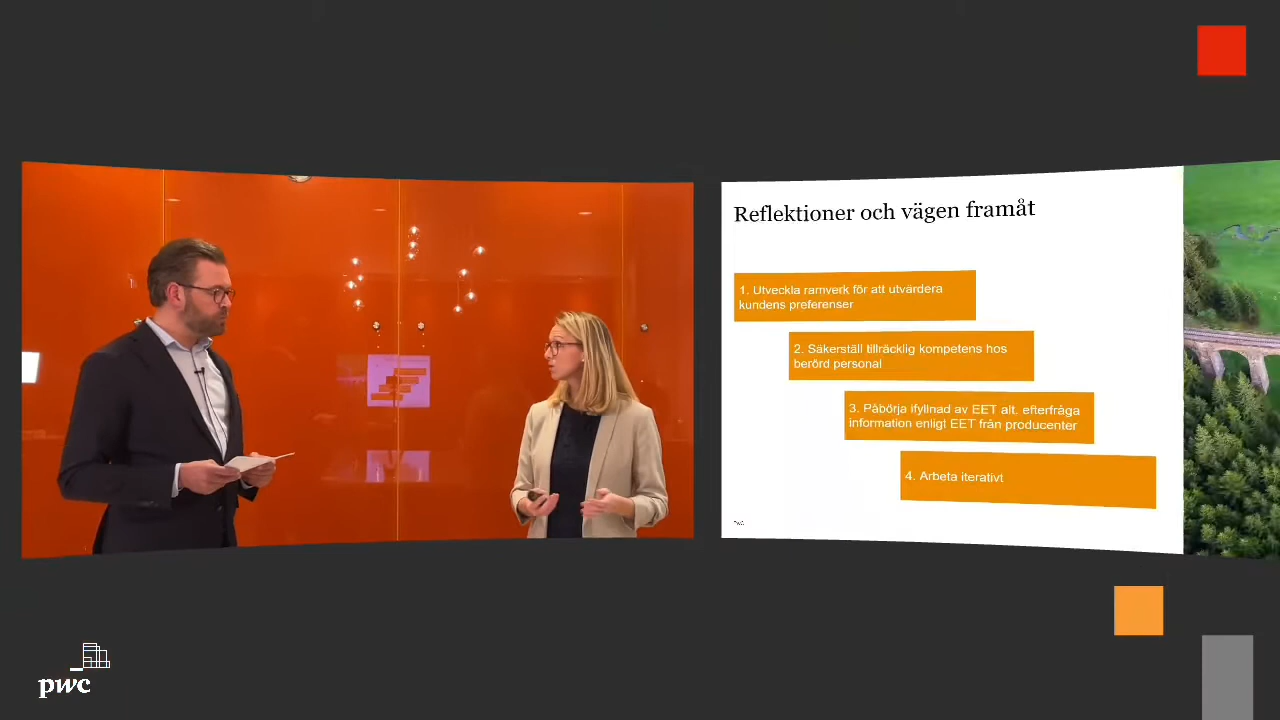 Reflektioner och vägen framåt
1. Utveckla ramverk för att utvärdera
kundens preferenser
2. Säkerställ tillräcklig kompetens hos
berörd personal
3. Påbörja ifyllnad av EET alt. efterfråga
information enligt EET från producenter
4. Arbeta iterativt
PwC
pwc